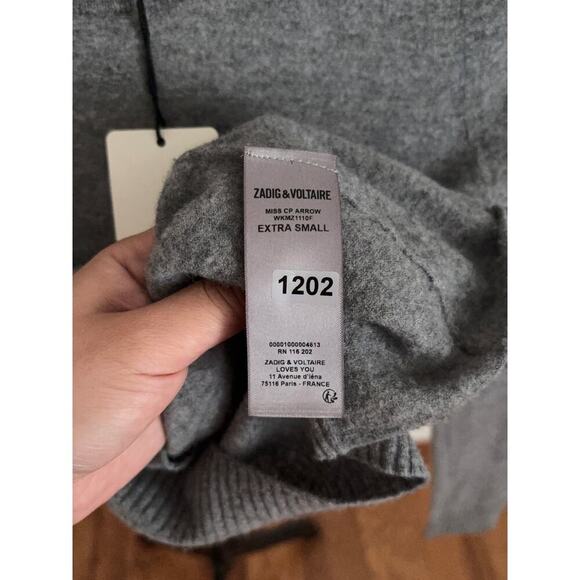 ZADIG & VOLTAIRE
MISS CP ARROW
WKMZ1110F
EXTRA SMALL
1202
00001000004613
RN 116 202
ZADIG & VOLTAIRE
LOVES YOU
11 Avenue d'Iéna
75116 Paris - FRANCE